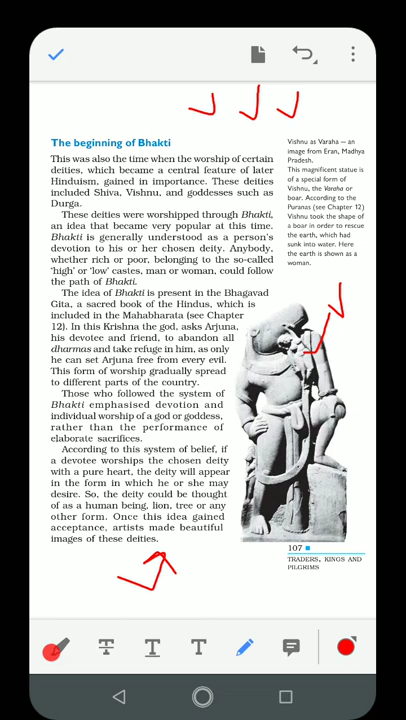 The beginning of Bhakti
This was also the time when the worship of certain
deities, which became a central feature of later
Hinduism, gained in importance. These deities
included Shiva, Vishnu, and goddesses such as
Durga.
These deities were worshipped through Bhakti,
an idea that became very popular at this time.
Bhakti is generally understood as a person's
devotion to his or her chosen deity. Anybody,
whether rich or poor, belonging to the so-called
'high' or 'low' castes, man or woman, could follow
the path of Bhakti.
The idea of Bhakti is present in the Bhagavad
Gita, a sacred book of the Hindus, which is
included in the Mahabharata (see Chapter
12). In this Krishna the god, asks Arjuna,
his devotee and friend, to abandon all
dharmas and take refuge in him, as only
he can set Arjuna free from every evil.
This form of worship gradually spread
to different parts of the country.
Those who followed the system of
Bhakti emphasised devotion and
individual worship of a god or goddess,
rather than the performance of
elaborate sacrifices.
According to this system of belief, if
a devotee worships the chosen deity
with a pure heart, the deity will appear
in the form in which he or she may
desire. So, the deity could be thought
of as a human being, lion, tree or any
other form. Once this idea gained
acceptance, artists made beautiful
images of these deities.
Vishnu as Varaha — an
image from Eran, Madhya
Pradesh.
This magnificent statue is
of a special form of
Vishnu, the Varaha or
boar. According to the
Puranas (see Chapter 12)
Vishnu took the shape of
a boar in order to rescue
the earth, which had
sunk into water. Here
the earth is shown as a
woman.
107
TRADERS, KINGS AND
PILGRIMS
T
T
T